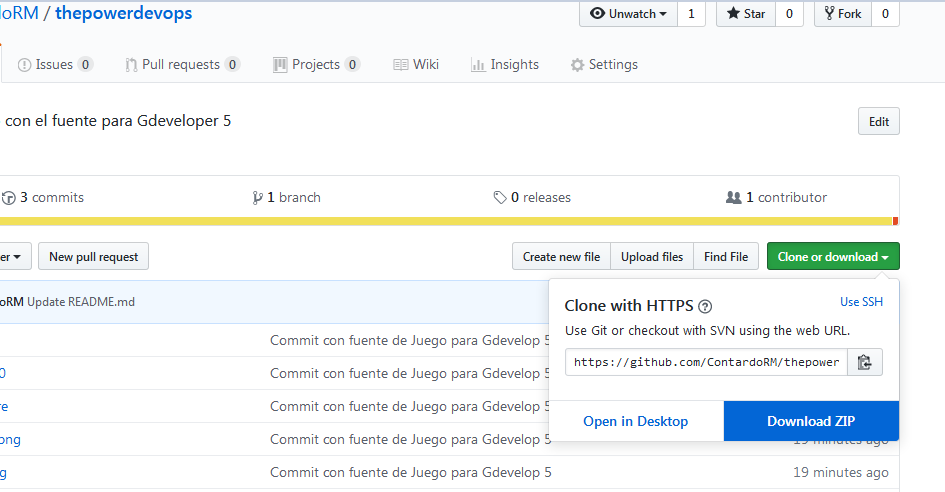 oRM / thepowerdevops
Unwatch 1 Star 0 Fork 0
Issues 0 Pull requests 0 Projects 0 Wiki Insights Settings
con el fuente para Gdeveloper 5
Edit
3 commits 1 branch 0 releases 1 contributor
er New pull request Create new file Upload files Find File Clone or download
oRM Update README.md
Clone with HTTPS Use SSH
Use Git or checkout with SVN using the web URL.
https://github.com/ContardoRM/thepower
Open in Desktop Download ZIP
Commit con fuente de Juego para Gdevelop 5
0 Commit con fuente de Juego para Gdevelop 5
re Commit con fuente de Juego para Gdevelop 5
ong Commit con fuente de Juego para Gdevelop 5 19 minutes ago
g Commit con fuente de Juego para Gdevelop 5 19 minutes ago